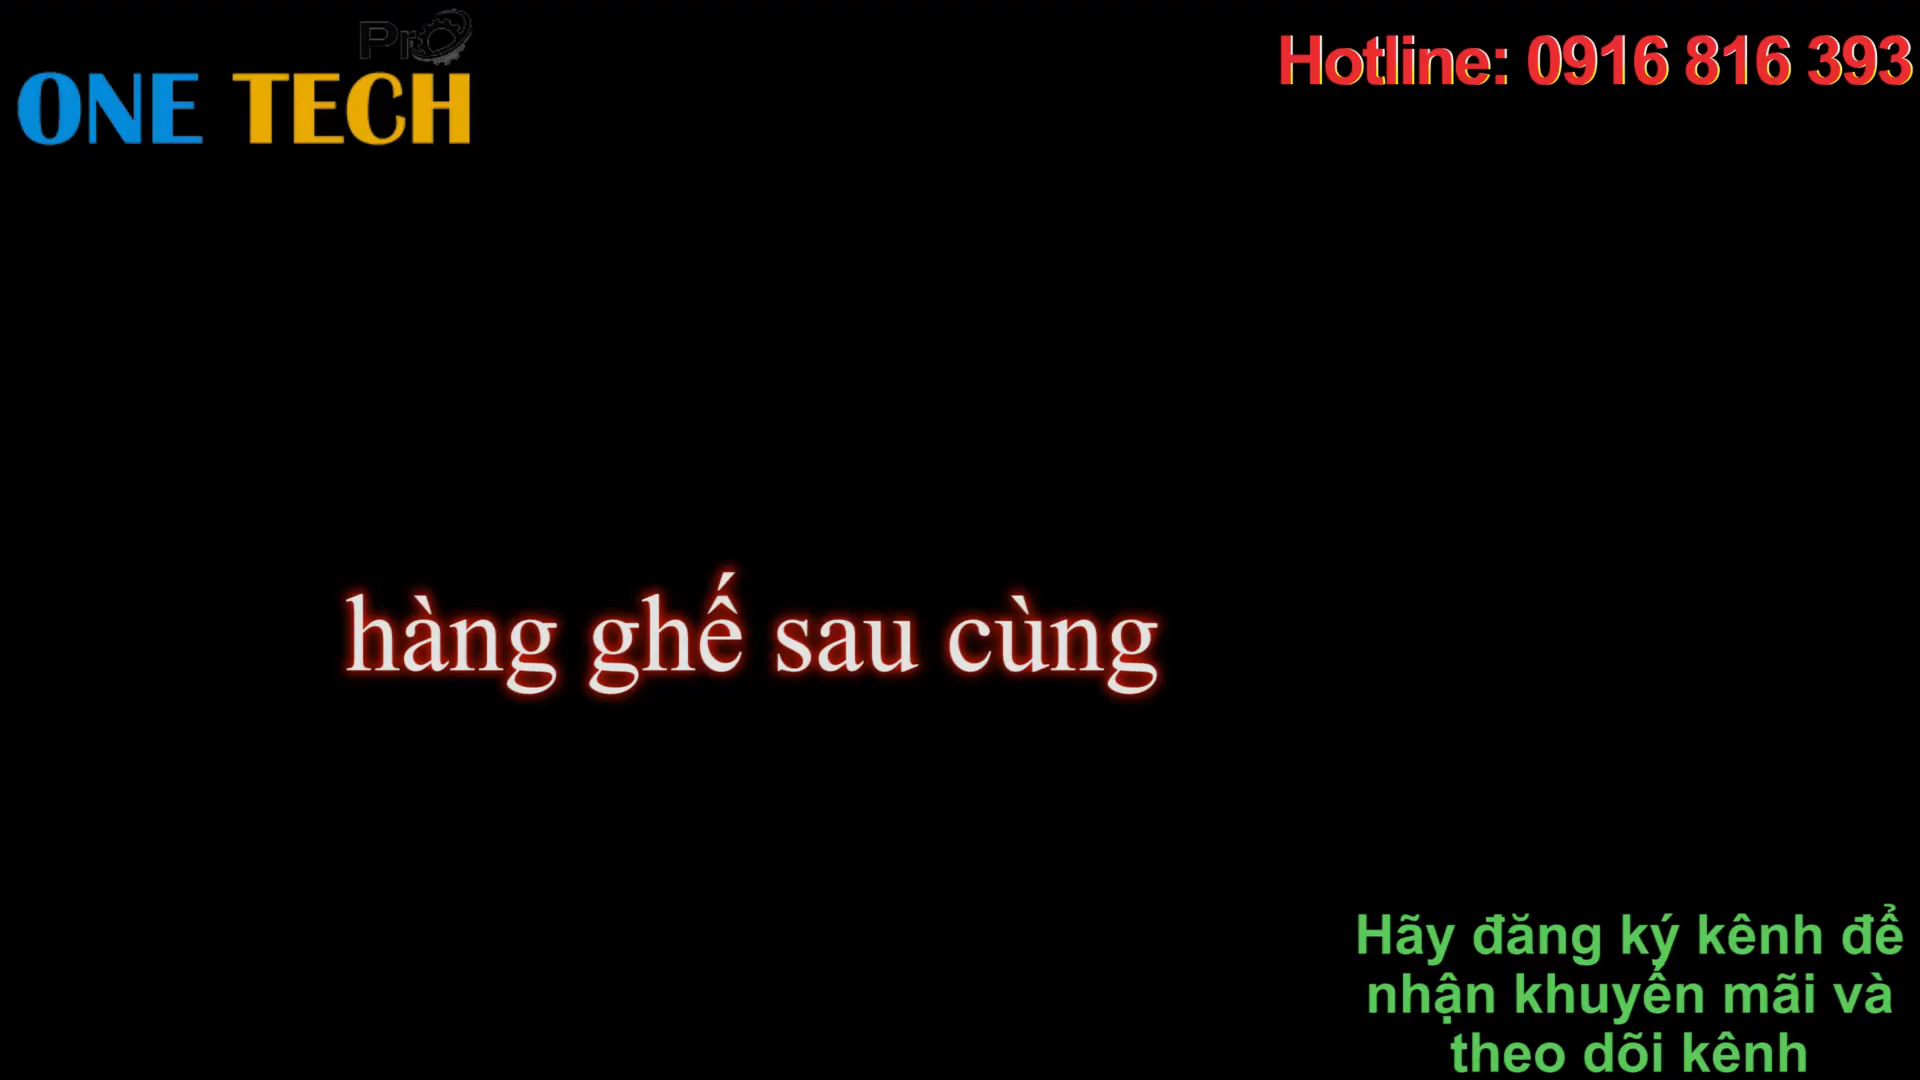 Pro
ONE TECH
Hotline: 0916 816 393
hàng ghế sau cùng
Hãy đăng ký kênh để
nhận khuyến mãi và
theo dõi kênh